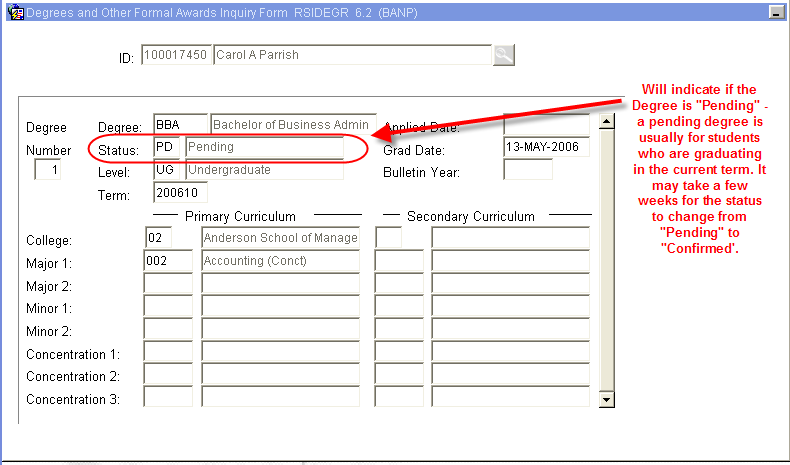 Degrees and Other Formal Awards Inquiry Form RSIDEGR 6.2 (BANP)
ID: 100017450 Carol A Parrish
Will indicate if the
Degree is "Pending" -
a pending degree is
usually for students
who are graduating
in the current term. It
may take a few
weeks for the status
to change from
"Pending" to
"Confirmed'.
Degree Degree: BBA Bachelor of Business Admin Applied Date:
Number Status: PD Pending Grad Date: 13-MAY-2006
1 Level: UG Undergraduate Bulletin Year:
Term: 200610
Primary Curriculum Secondary Curriculum
College: 02 Anderson School of Manage
Major 1: 002 Accounting (Conct)
Major 2:
Minor 1:
Minor 2:
Concentration 1:
Concentration 2:
Concentration 3: